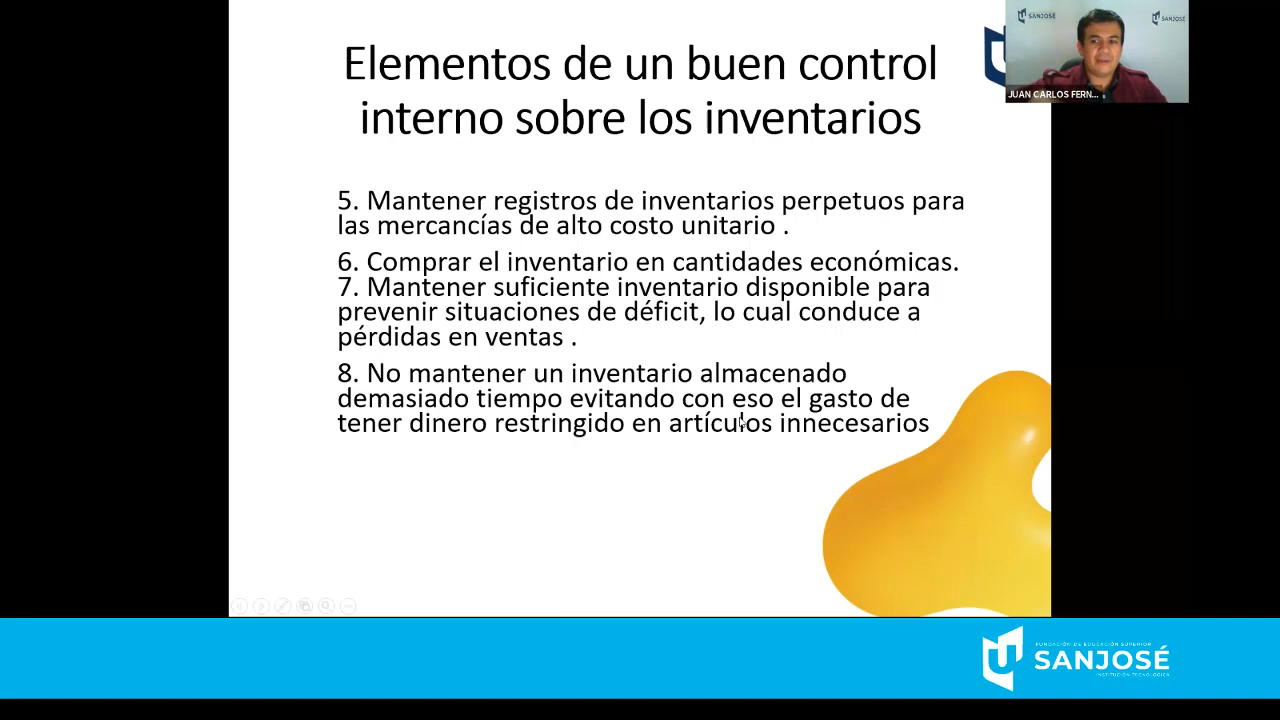 Elementos de un buen control
interno sobre los inventarios
SANJOSÉ
SANJOSÉ
JUAN CARLOS FERN...
5. Mantener registros de inventarios perpetuos para
las mercancías de alto costo unitario .
6. Comprar el inventario en cantidades económicas.
7. Mantener suficiente inventario disponible para
prevenir situaciones de déficit, lo cual conduce a
pérdidas en ventas .
8. No mantener un inventario almacenado
demasiado tiempo evitando con eso el gasto de
tener dinero restringido en artículos innecesarios
FUNDACIÓN DE EDUCACIÓN SUPERIOR
SANJOSÉ
INSTITUCIÓN TECNOLÓGICA